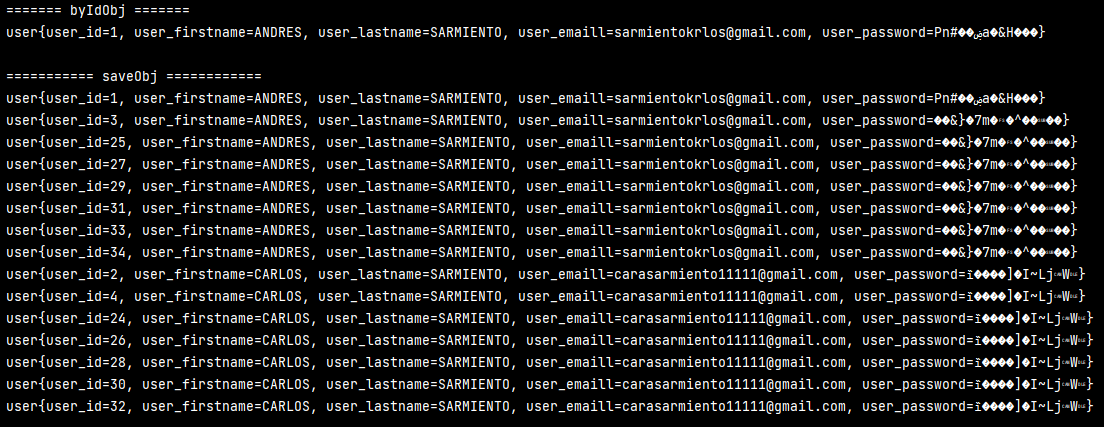 ======= byIdObj =======
user{user_id=1, user_firstname=ANDRES, user_lastname=SARMIENTO, user_emaill=sarmientokrlos@gmail.com, user_password=Pn#��ض�a�&H���}
=========== saveObj ============
user{user_id=1, user_firstname=ANDRES, user_lastname=SARMIENTO, user_emaill=sarmientokrlos@gmail.com, user_password=Pn#��ض�a�&H���}
user{user_id=3, user_firstname=ANDRES, user_lastname=SARMIENTO, user_emaill=sarmientokrlos@gmail.com, user_password=��&}�7m��^����}
user{user_id=25, user_firstname=ANDRES, user_lastname=SARMIENTO, user_emaill=sarmientokrlos@gmail.com, user_password=��&}�7m��^����}
user{user_id=27, user_firstname=ANDRES, user_lastname=SARMIENTO, user_emaill=sarmientokrlos@gmail.com, user_password=��&}�7m��^����}
user{user_id=29, user_firstname=ANDRES, user_lastname=SARMIENTO, user_emaill=sarmientokrlos@gmail.com, user_password=��&}�7m��^����}
user{user_id=31, user_firstname=ANDRES, user_lastname=SARMIENTO, user_emaill=sarmientokrlos@gmail.com, user_password=��&}�7m��^����}
user{user_id=33, user_firstname=ANDRES, user_lastname=SARMIENTO, user_emaill=sarmientokrlos@gmail.com, user_password=��&}�7m��^����}
user{user_id=34, user_firstname=ANDRES, user_lastname=SARMIENTO, user_emaill=sarmientokrlos@gmail.com, user_password=��&}�7m��^����}
user{user_id=2, user_firstname=CARLOS, user_lastname=SARMIENTO, user_emaill=carasarmiento11111@gmail.com, user_password=ї����]�I~LjW}
user{user_id=4, user_firstname=CARLOS, user_lastname=SARMIENTO, user_emaill=carasarmiento11111@gmail.com, user_password=ї����]�I~LjW}
user{user_id=24, user_firstname=CARLOS, user_lastname=SARMIENTO, user_emaill=carasarmiento11111@gmail.com, user_password=ї����]�I~LjW}
user{user_id=26, user_firstname=CARLOS, user_lastname=SARMIENTO, user_emaill=carasarmiento11111@gmail.com, user_password=ї����]�I~LjW}
user{user_id=28, user_firstname=CARLOS, user_lastname=SARMIENTO, user_emaill=carasarmiento11111@gmail.com, user_password=ї����]�I~LjW}
user{user_id=30, user_firstname=CARLOS, user_lastname=SARMIENTO, user_emaill=carasarmiento11111@gmail.com, user_password=ї����]�I~LjW}
user{user_id=32, user_firstname=CARLOS, user_lastname=SARMIENTO, user_emaill=carasarmiento11111@gmail.com, user_password=ї����]�I~LjW}